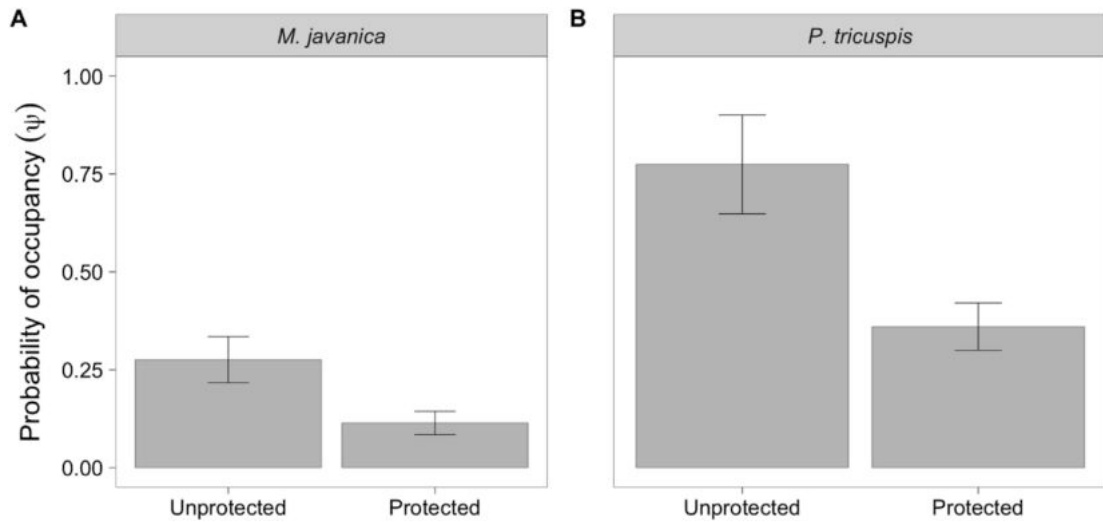 A
M. javanica
B
P. tricuspis
Probability of occupancy (ψ)
1.00
0.75
0.50
0.25
0.00
Unprotected Protected
Unprotected Protected